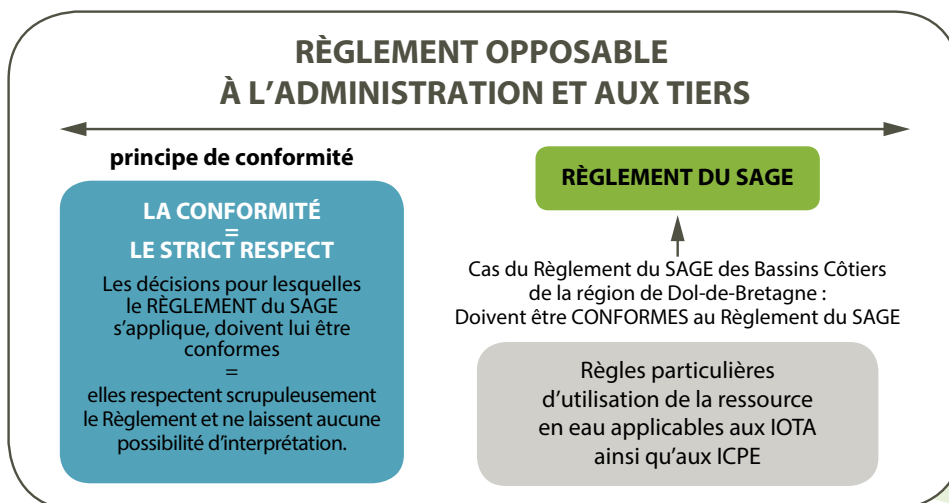 RÈGLEMENT OPPOSABLE
À L’ADMINISTRATION ET AUX TIERS
principe de conformité
LA CONFORMITÉ
=
LE STRICT RESPECT
Les décisions pour lesquelles
le RÈGLEMENT du SAGE
s’applique, doivent lui être
conformes
=
elles respectent scrupuleusement
le Règlement et ne laissent aucune
possibilité d’interprétation.
RÈGLEMENT DU SAGE
Cas du Règlement du SAGE des Bassins Côtiers
de la région de Dol-de-Bretagne :
Doivent être CONFORMES au Règlement du SAGE
Règles particulières
d’utilisation de la ressource
en eau applicables aux IOTA
ainsi qu’aux ICPE